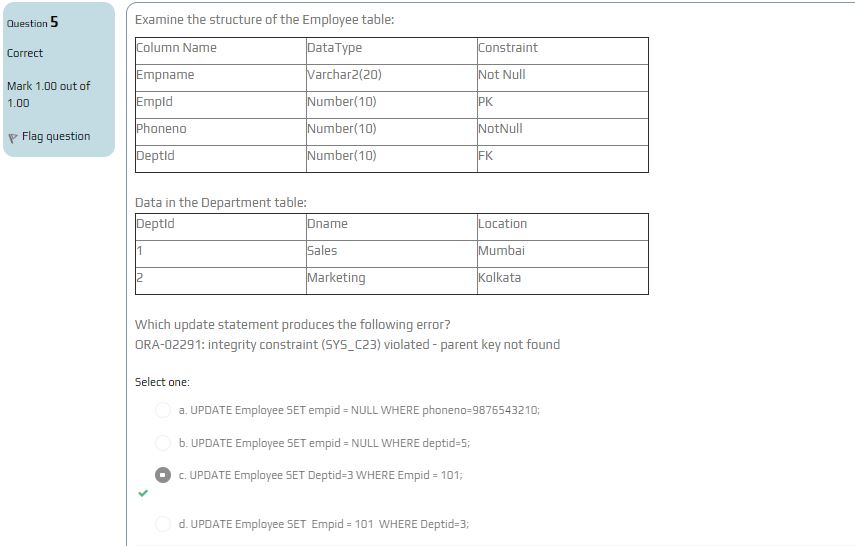 Question 5
Correct
Mark 1.00 out of
1.00
Flag question
Examine the structure of the Employee table:
Column Name DataType Constraint
Empname Varchar2(20) Not Null
EmpId Number(10) PK
Phoneno Number(10) NotNull
DeptId Number(10) FK
Data in the Department table:
DeptId Dname Location
1 Sales Mumbai
2 Marketing Kolkata
Which update statement produces the following error?
ORA-02291: integrity constraint (SYS_C23) violated - parent key not found
Select one:
a. UPDATE Employee SET empid = NULL WHERE phoneno=9876543210;
b. UPDATE Employee SET empid = NULL WHERE deptid=5;
c. UPDATE Employee SET Deptid=3 WHERE Empid = 101;
d. UPDATE Employee SET Empid = 101 WHERE Deptid=3;